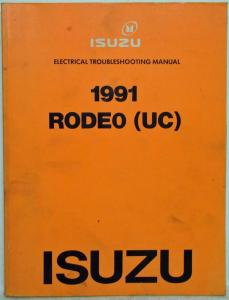 ISUZU
ELECTRICAL TROUBLESHOOTING MANUAL
1991
RODEO (UC)
ISUZU